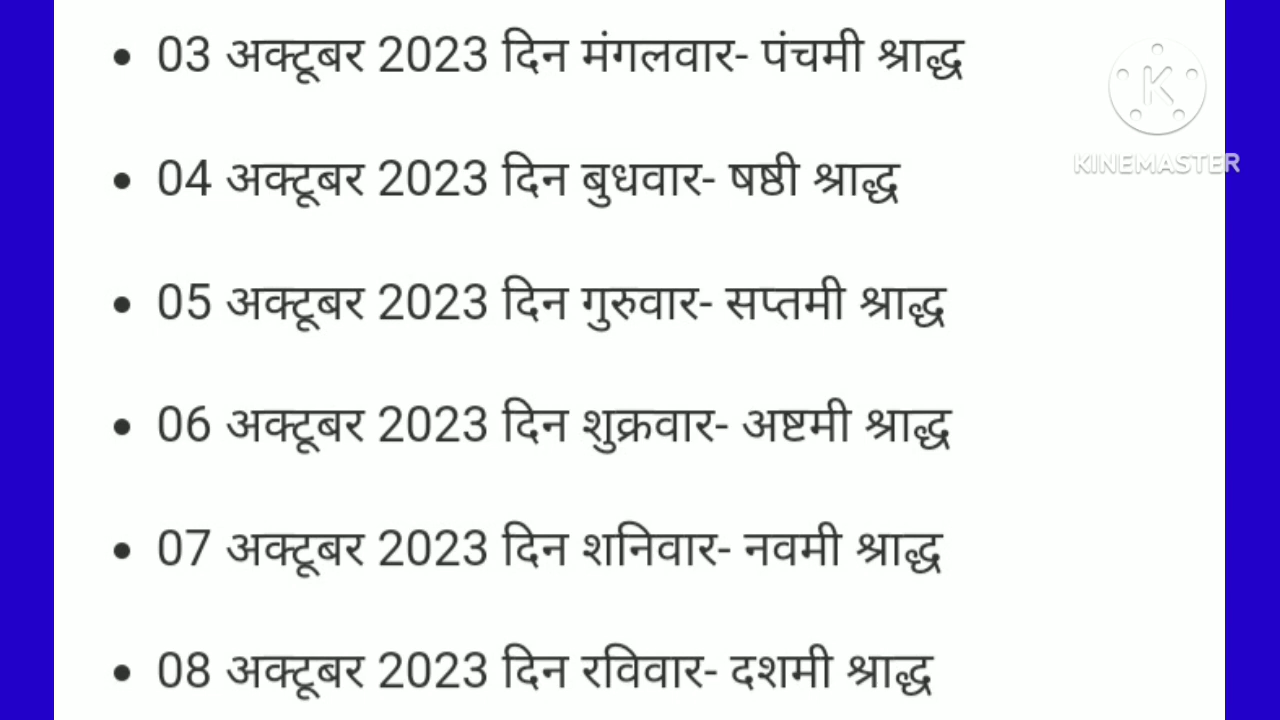 • 03 अक्टूबर 2023 दिन मंगलवार- पंचमी श्राद्ध
K
KINEMASTER
• 04 अक्टूबर 2023 दिन बुधवार- षष्ठी श्राद्ध
• 05 अक्टूबर 2023 दिन गुरुवार- सप्तमी श्राद्ध
• 06 अक्टूबर 2023 दिन शुक्रवार- अष्टमी श्राद्ध
• 07 अक्टूबर 2023 दिन शनिवार- नवमी श्राद्ध
• 08 अक्टूबर 2023 दिन रविवार- दशमी श्राद्ध